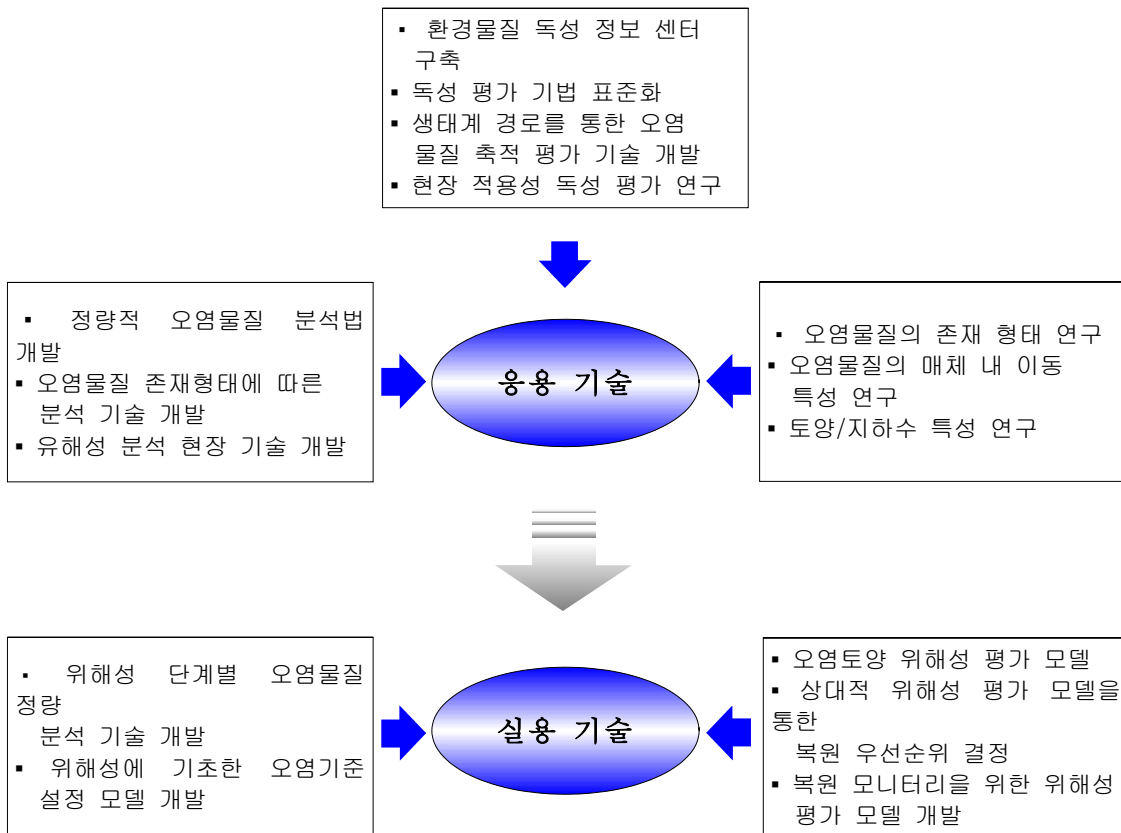 ▪ 환경물질 독성 정보 센터
구축
▪ 독성 평가 기법 표준화
▪ 생태계 경로를 통한 오염
물질 축적 평가 기술 개발
▪ 현장 적용성 독성 평가 연구
▪ 정량적 오염물질 분석법
개발
▪ 오염물질 존재형태에 따른
분석 기술 개발
▪ 유해성 분석 현장 기술 개발
응용 기술
▪ 오염물질의 존재 형태 연구
▪ 오염물질의 매체 내 이동
특성 연구
▪ 토양/지하수 특성 연구
▪ 위해성 단계별 오염물질
정량
분석 기술 개발
▪ 위해성에 기초한 오염기준
설정 모델 개발
실용 기술
▪ 오염토양 위해성 평가 모델
▪ 상대적 위해성 평가 모델을
통한
복원 우선순위 결정
▪ 복원 모니터리을 위한 위해성
평가 모델 개발